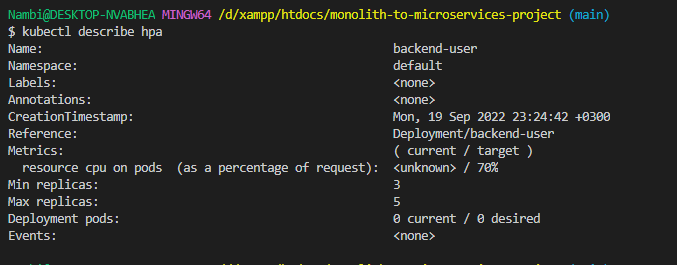 Nambi@DESKTOP-NVABHEA MINGW64 /d/xampp/htdocs/monolith-to-microservices-project (main)
$ kubectl describe hpa
Name: backend-user
Namespace: default
Labels: <none>
Annotations: <none>
CreationTimestamp: Mon, 19 Sep 2022 23:24:42 +0300
Reference: Deployment/backend-user
Metrics: ( current / target )
  resource cpu on pods  (as a percentage of request): <unknown> / 70%
Min replicas: 3
Max replicas: 5
Deployment pods: 0 current / 0 desired
Events: <none>